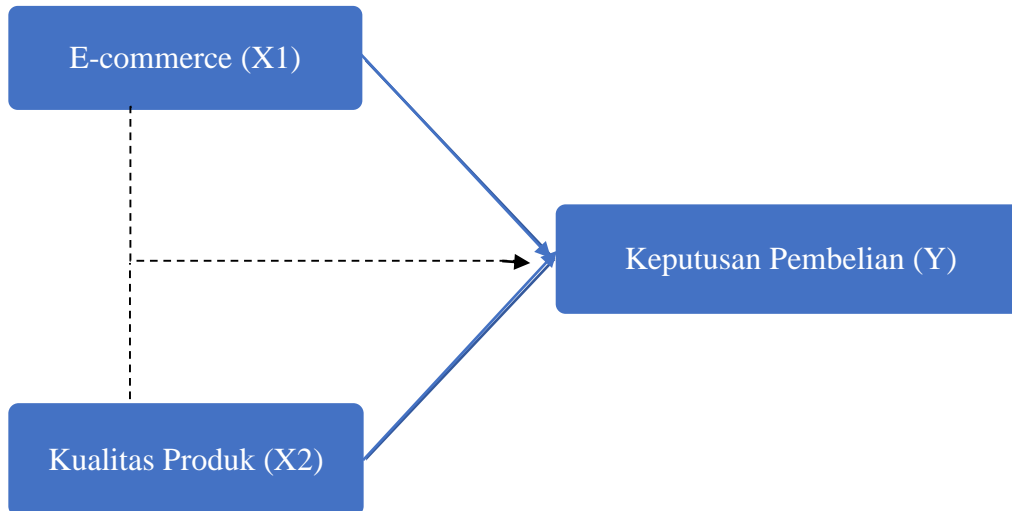 E-commerce (X1)
Keputusan Pembelian (Y)
Kualitas Produk (X2)